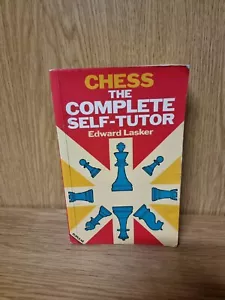 CHESS
THE
COMPLETE
SELF-TUTOR
Edward Lasker